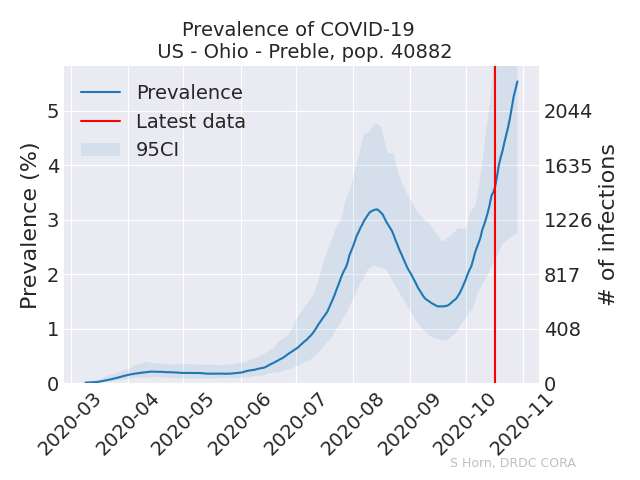 Prevalence of COVID-19
US - Ohio - Preble, pop. 40882
Prevalence
Latest data
95CI
Prevalence (%)
5
4
3
2
1
0
2044
1635
1226
817
408
0
# of infections
2020-03
2020-04
2020-05
2020-06
2020-07
2020-08
2020-09
2020-10
2020-11
S Horn, DRDC CORA